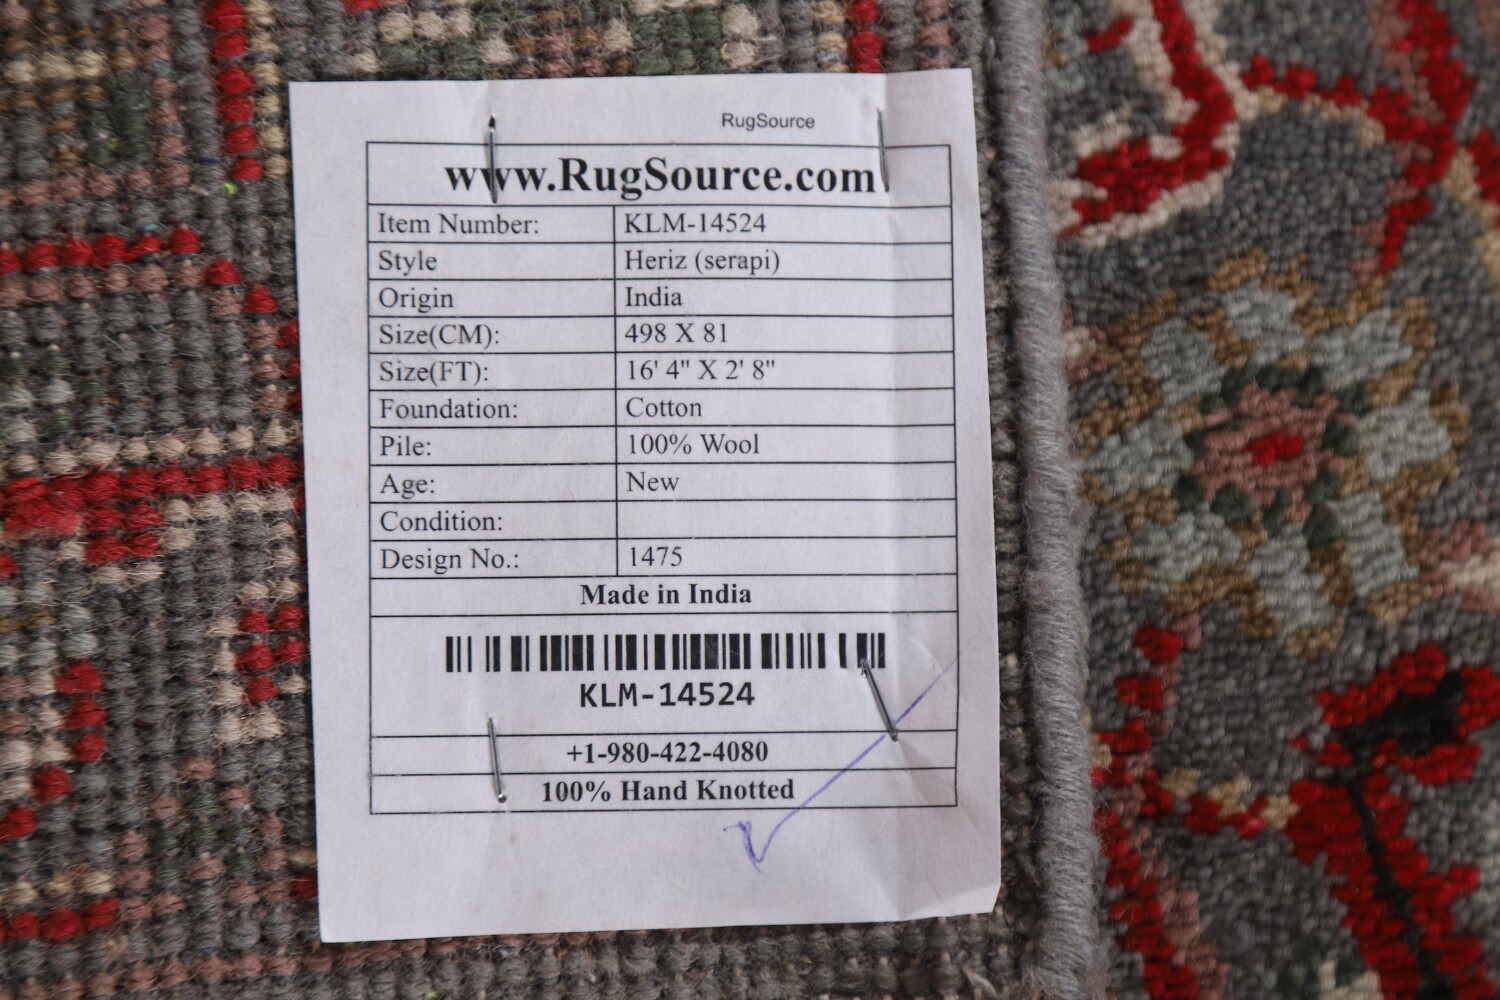 RugSource
www.RugSource.com
Item Number: KLM-14524
Style Heriz (serapi)
Origin India
Size(CM): 498 X 81
Size(FT): 16' 4" X 2' 8"
Foundation: Cotton
Pile: 100% Wool
Age: New
Condition:
Design No.: 1475
Made in India
KLM-14524
+1-980-422-4080
100% Hand Knotted